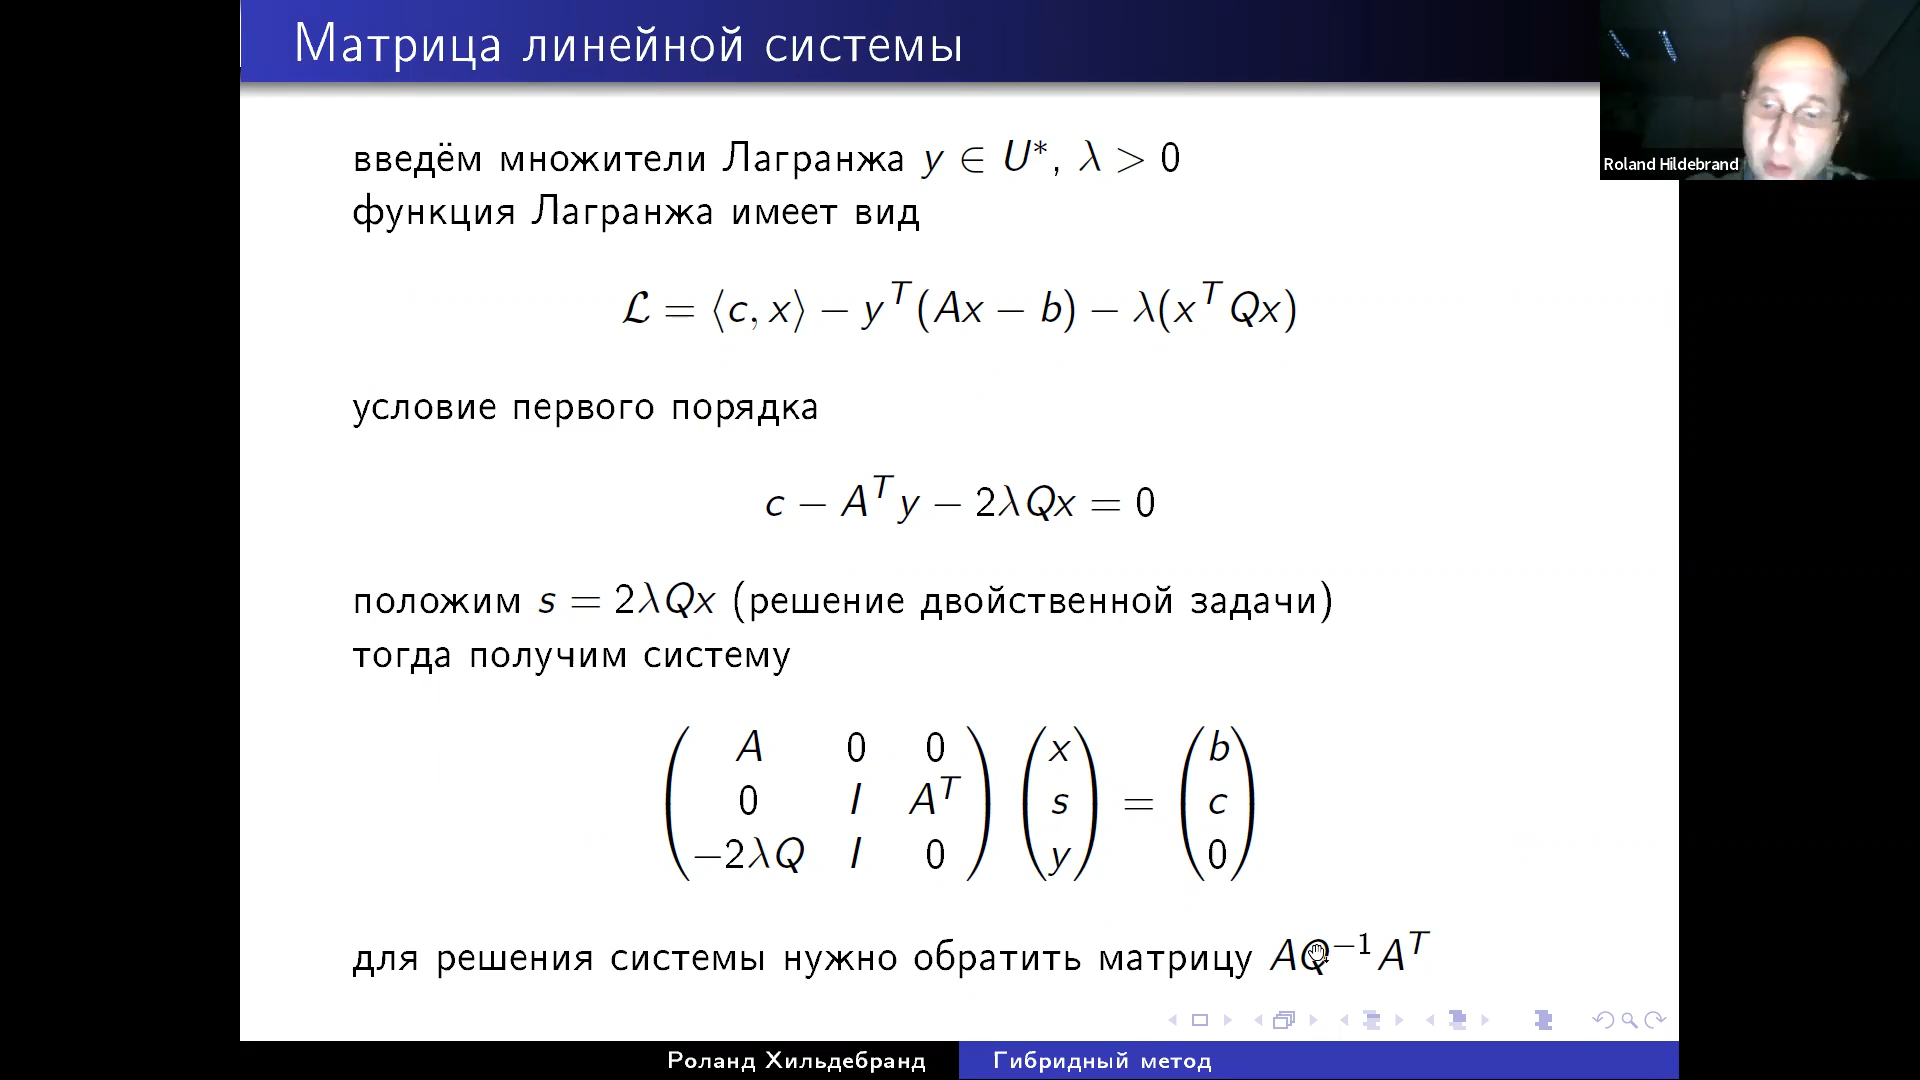 Матрица линейной системы
Roland Hildebrand
введём множители Лагранжа y ∈ U*, λ > 0
функция Лагранжа имеет вид
ℒ = ⟨c, x⟩ − y^T(Ax − b) − λ(x^T Qx)
условие первого порядка
c − A^T y − 2λQx = 0
положим s = 2λQx (решение двойственной задачи)
тогда получим систему
A 0 0 x b
0 I A^T s = c
−2λQ I 0 y 0
для решения системы нужно обратить матрицу AQ^−1 A^T
Роланд Хильдебранд Гибридный метод